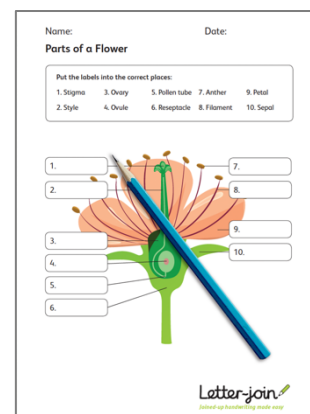 Name: Date:
Parts of a Flower
Put the labels into the correct places:
1. Stigma 3. Ovary 5. Pollen tube 7. Anther 9. Petal
2. Style 4. Ovule 6. Receptacle 8. Filament 10. Sepal
1. 7.
2. 8.
3. 9.
4. 10.
5.
6.
Letter-join
Joined-up handwriting made easy